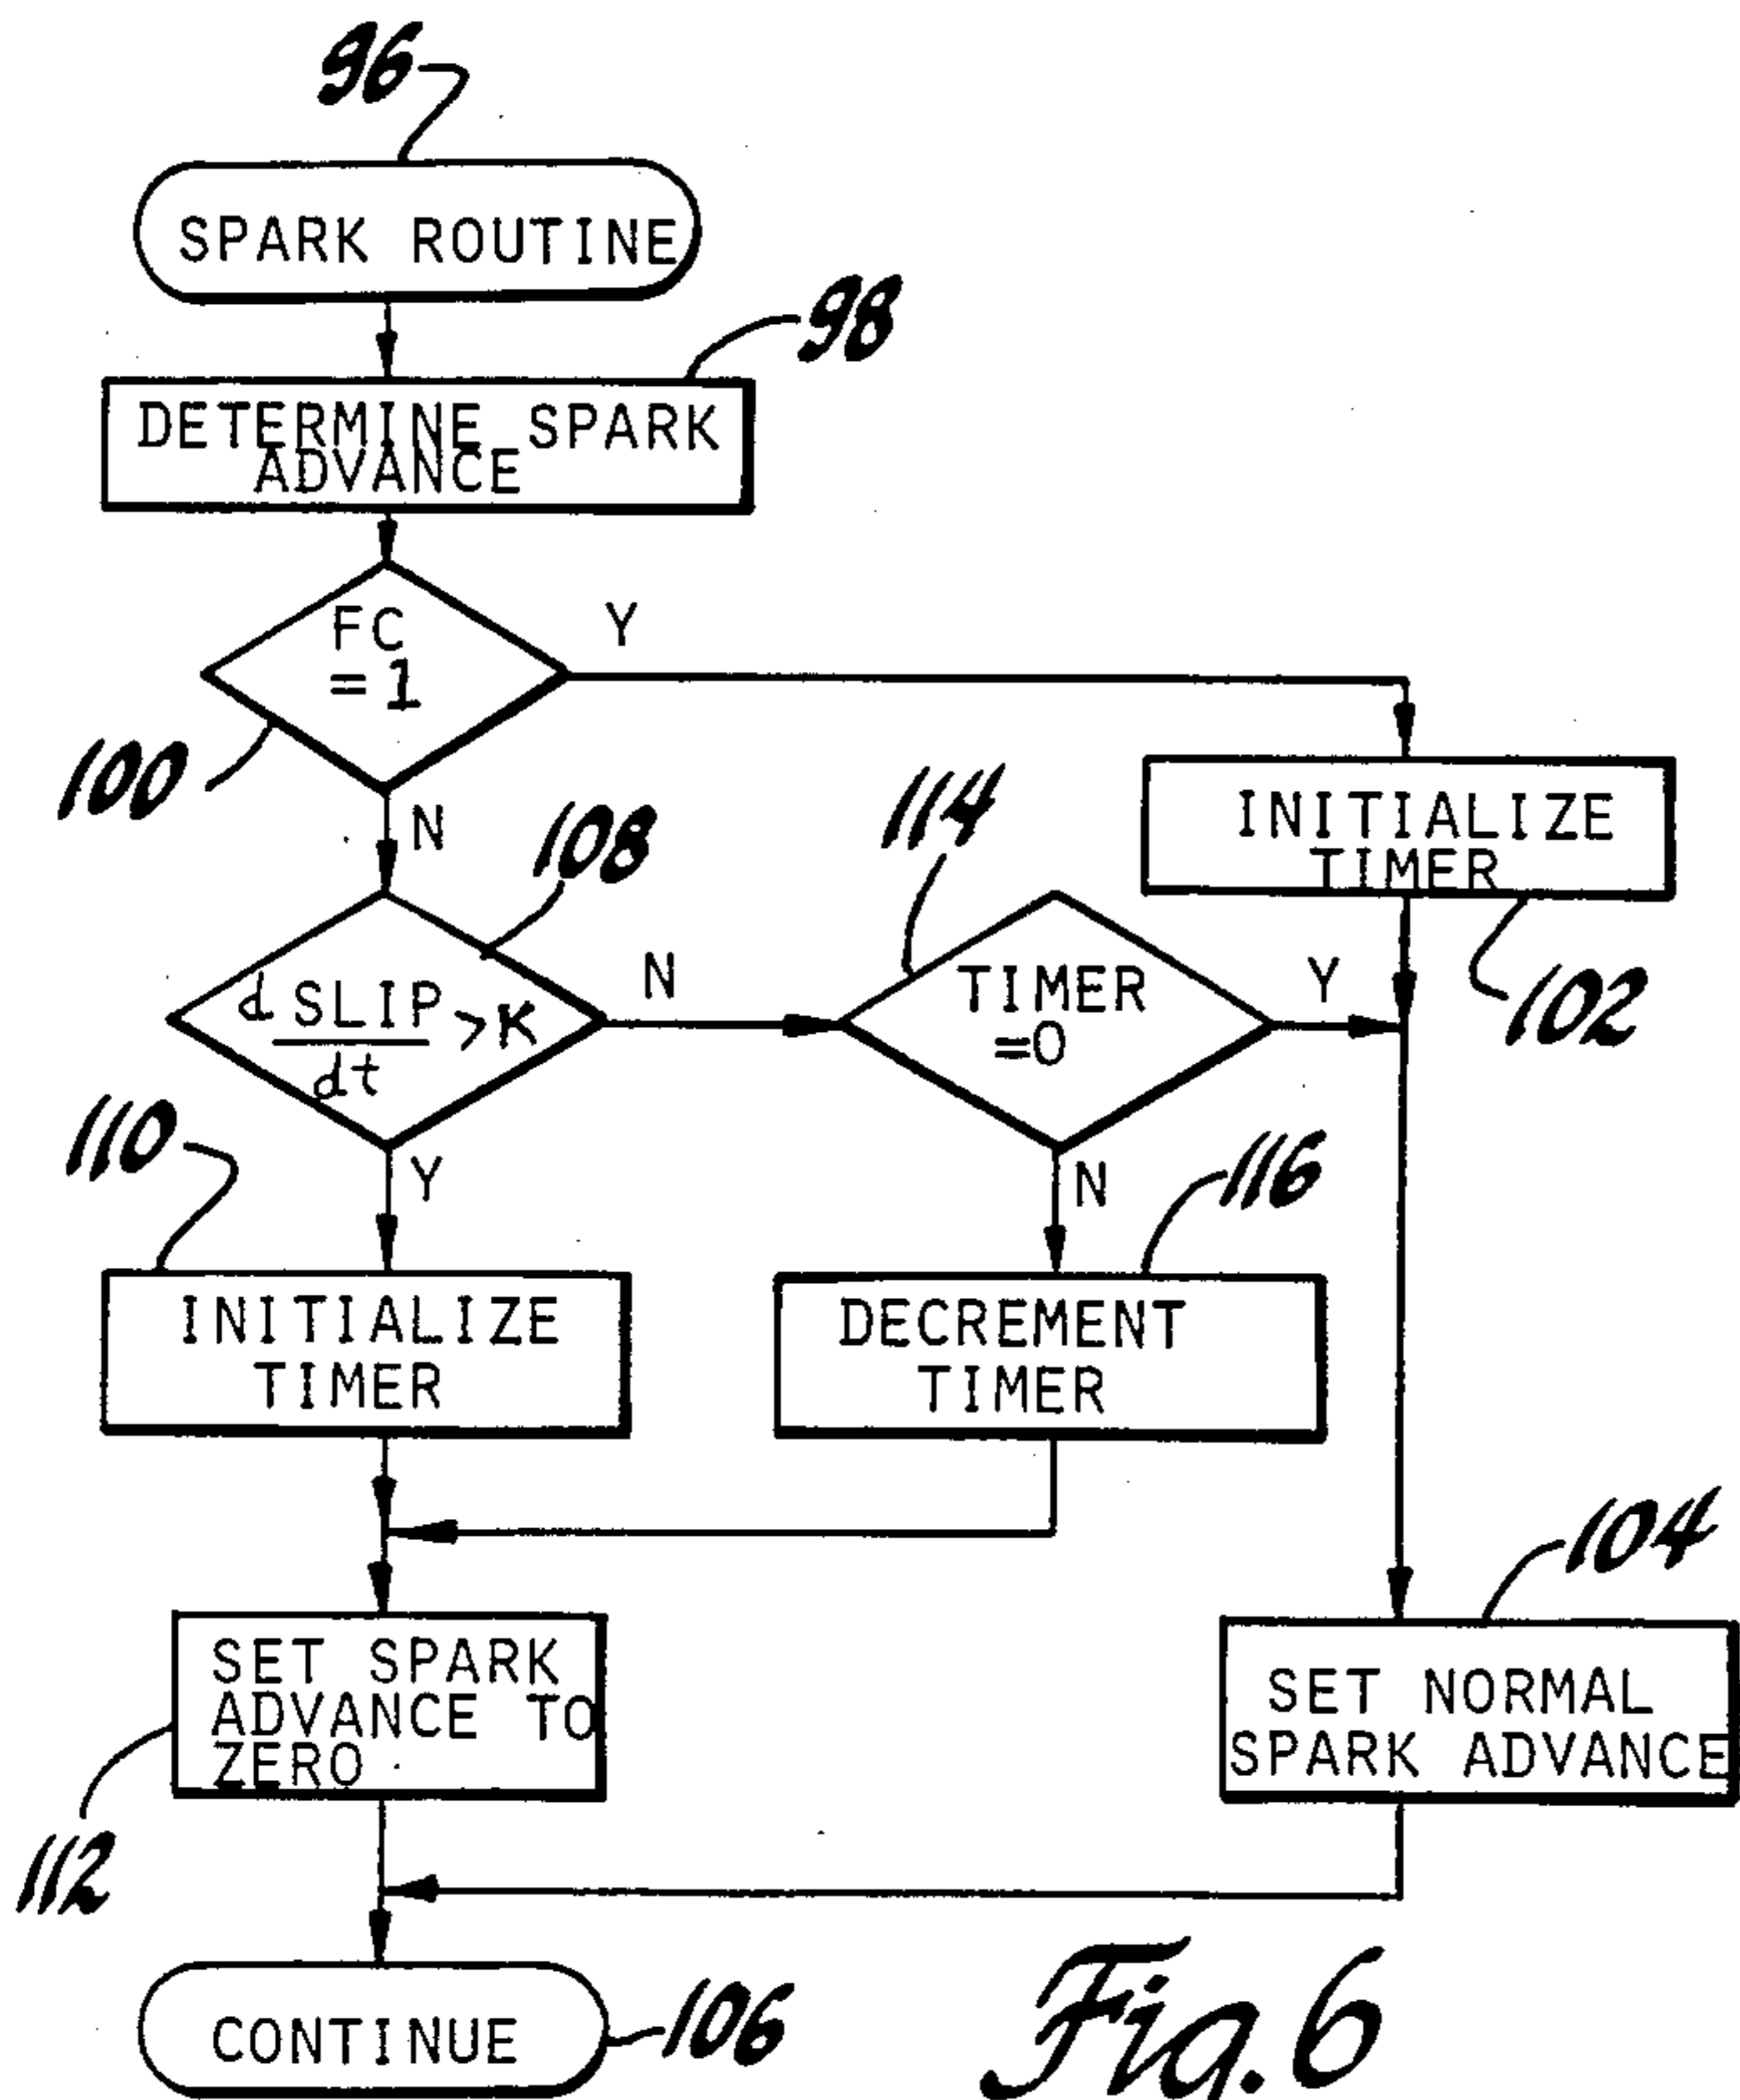 96
SPARK ROUTINE
98
DETERMINE SPARK
ADVANCE
FC
=1
Y
100
N
108
114
INITIALIZE
TIMER
102
d SLIP
dt
>K
N
TIMER
=0
Y
110
Y
N
116
INITIALIZE
TIMER
DECREMENT
TIMER
104
SET SPARK
ADVANCE TO
ZERO
SET NORMAL
SPARK ADVANCE
112
CONTINUE
106
Fig. 6